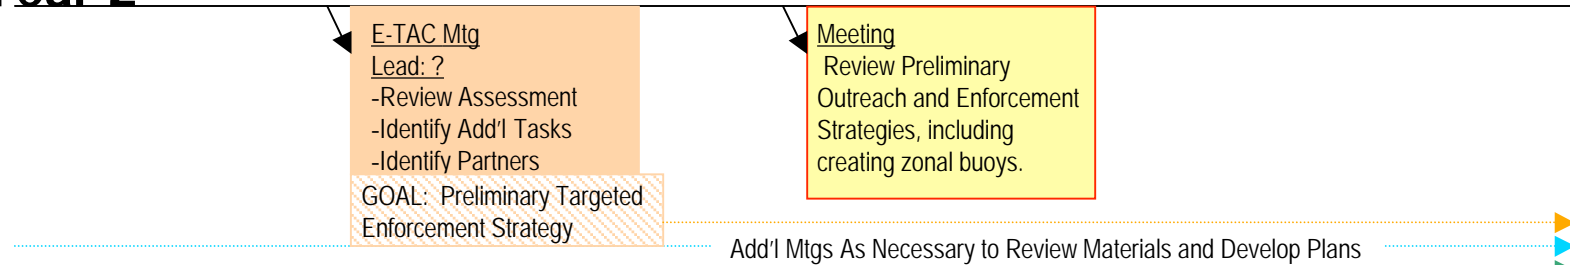 E-TAC Mtg
Lead: ?
-Review Assessment
-Identify Add'l Tasks
-Identify Partners
GOAL:  Preliminary Targeted
Enforcement Strategy
Meeting
Review Preliminary
Outreach and Enforcement
Strategies, including
creating zonal buoys.
Add'l Mtgs As Necessary to Review Materials and Develop Plans